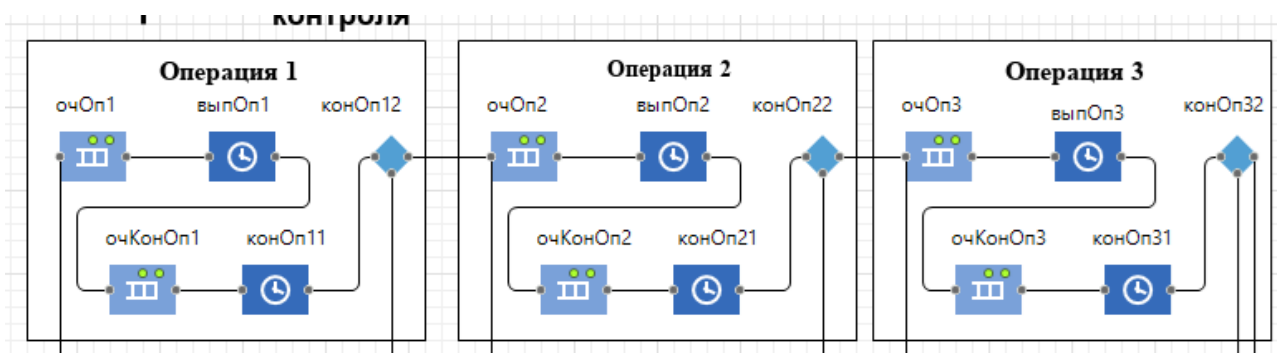 контроля
Операция 1
Операция 2
Операция 3
очОп1 выпОп1 конОп12
очОп2 выпОп2 конОп22
очОп3 выпОп3 конОп32
очКонОп1 конОп11
очКонОп2 конОп21
очКонОп3 конОп31